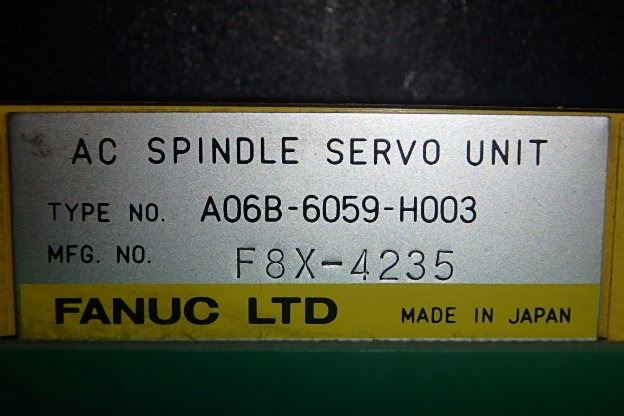 AC SPINDLE SERVO UNIT
TYPE NO. A06B-6059-H003
MFG. NO. F8X-4235
FANUC LTD MADE IN JAPAN